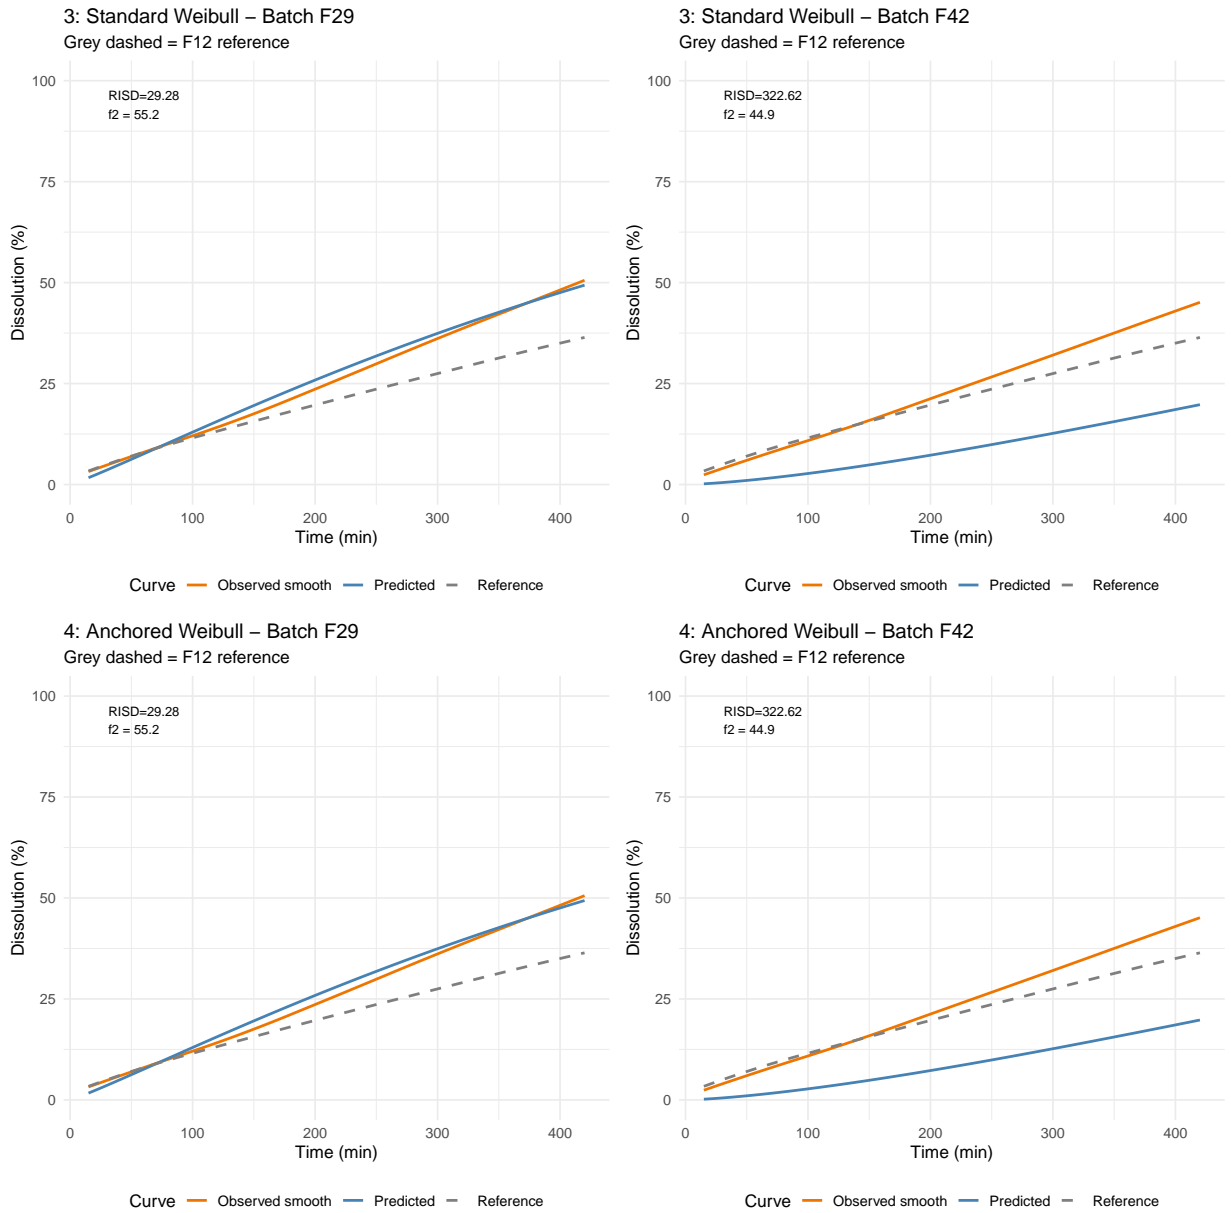 3: Standard Weibull – Batch F29
Grey dashed = F12 reference
RISD=29.28
f2 = 55.2
100
75
50
25
0
Dissolution (%)
0 100 200 300 400
Time (min)
Curve Observed smooth Predicted Reference
3: Standard Weibull – Batch F42
Grey dashed = F12 reference
RISD=322.62
f2 = 44.9
100
75
50
25
0
Dissolution (%)
0 100 200 300 400
Time (min)
Curve Observed smooth Predicted Reference
4: Anchored Weibull – Batch F29
Grey dashed = F12 reference
RISD=29.28
f2 = 55.2
100
75
50
25
0
Dissolution (%)
0 100 200 300 400
Time (min)
Curve Observed smooth Predicted Reference
4: Anchored Weibull – Batch F42
Grey dashed = F12 reference
RISD=322.62
f2 = 44.9
100
75
50
25
0
Dissolution (%)
0 100 200 300 400
Time (min)
Curve Observed smooth Predicted Reference